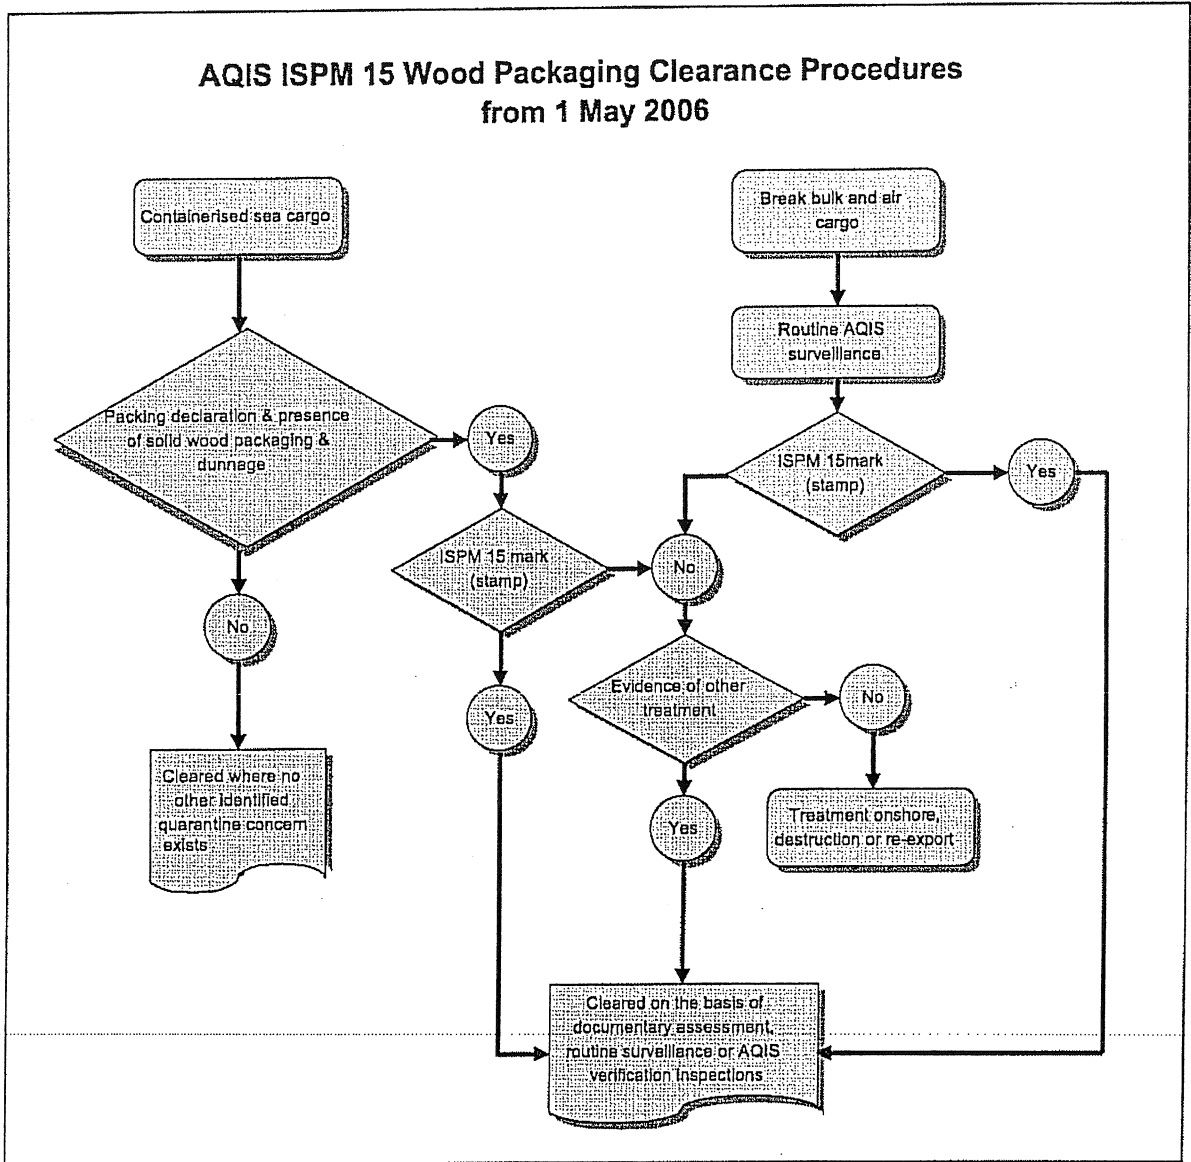 AQIS ISPM 15 Wood Packaging Clearance Procedures
from 1 May 2006
Containerised sea cargo
Break bulk and air
cargo
Routine AQIS
surveillance
Packing declaration & presence
of solid wood packaging &
dunnage
Yes
ISPM 15mark
(stamp)
Yes
ISPM 15 mark
(stamp)
No
No
Evidence of other
treatment
No
Yes
Cleared where no
other identified
quarantine concern
exists
Yes
Treatment onshore,
destruction or re-export
Cleared on the basis of
documentary assessment,
routine surveillance or AQIS
verification inspections